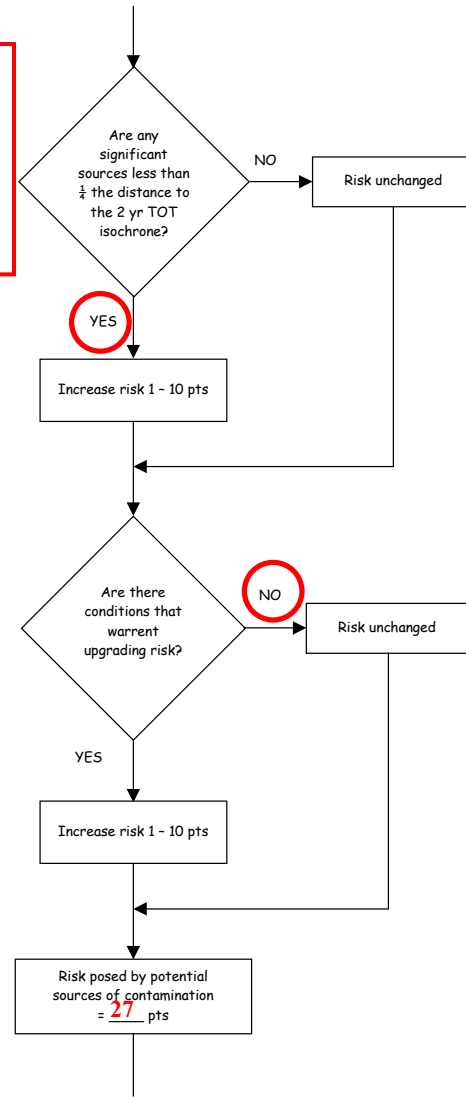 Are any
significant
sources less than
¼ the distance to
the 2 yr TOT
isochrone?
NO
Risk unchanged
YES
Increase risk 1 – 10 pts
Are there
conditions that
warrent
upgrading risk?
NO
Risk unchanged
YES
Increase risk 1 – 10 pts
Risk posed by potential
sources of contamination
= 27 pts